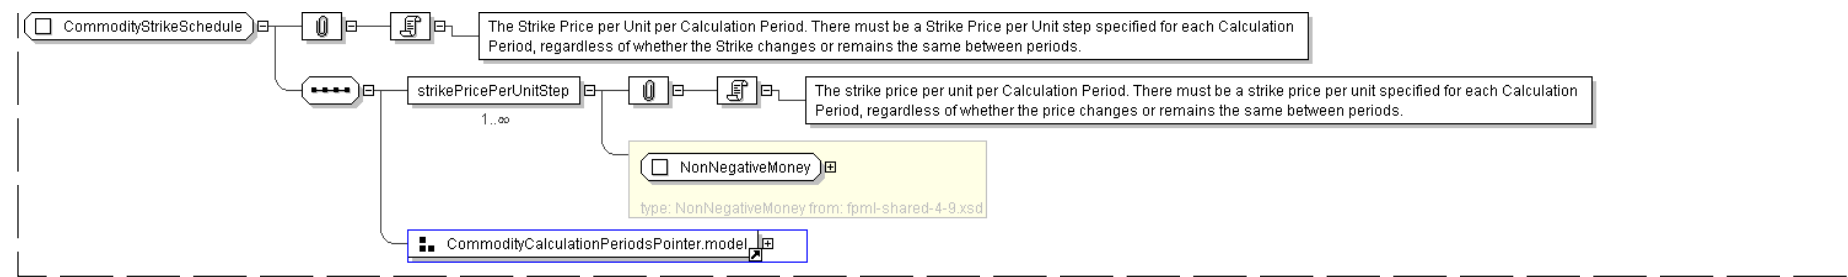 CommodityStrikeSchedule
The Strike Price per Unit per Calculation Period. There must be a Strike Price per Unit step specified for each Calculation
Period, regardless of whether the Strike changes or remains the same between periods.
strikePricePerUnitStep
1..∞
The strike price per unit per Calculation Period. There must be a strike price per unit specified for each Calculation
Period, regardless of whether the price changes or remains the same between periods.
NonNegativeMoney
type: NonNegativeMoney from: fpml-shared-4-9.xsd
CommodityCalculationPeriodsPointer.model